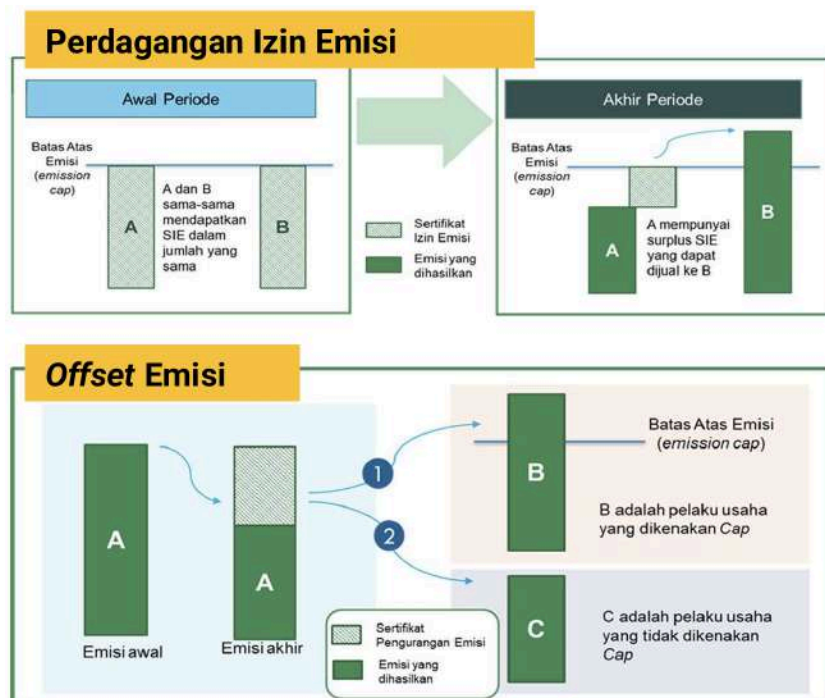 Perdagangan Izin Emisi
Awal Periode
Batas Atas
Emisi
(emission
cap)
A
A dan B
sama-sama
mendapatkan
SIE dalam
jumlah yang
sama
B
Sertifikat
Izin Emisi
Emisi yang
dihasilkan
Akhir Periode
Batas Atas
Emisi
(emission
cap)
A
A mempunyai
surplus SIE
yang dapat
dijual ke B
B
Offset Emisi
A
Emisi awal
A
Emisi akhir
1
2
Sertifikat
Pengurangan Emisi
Emisi yang
dihasilkan
B
Batas Atas Emisi
(emission cap)
B adalah pelaku usaha
yang dikenakan Cap
C
C adalah pelaku usaha
yang tidak dikenakan
Cap